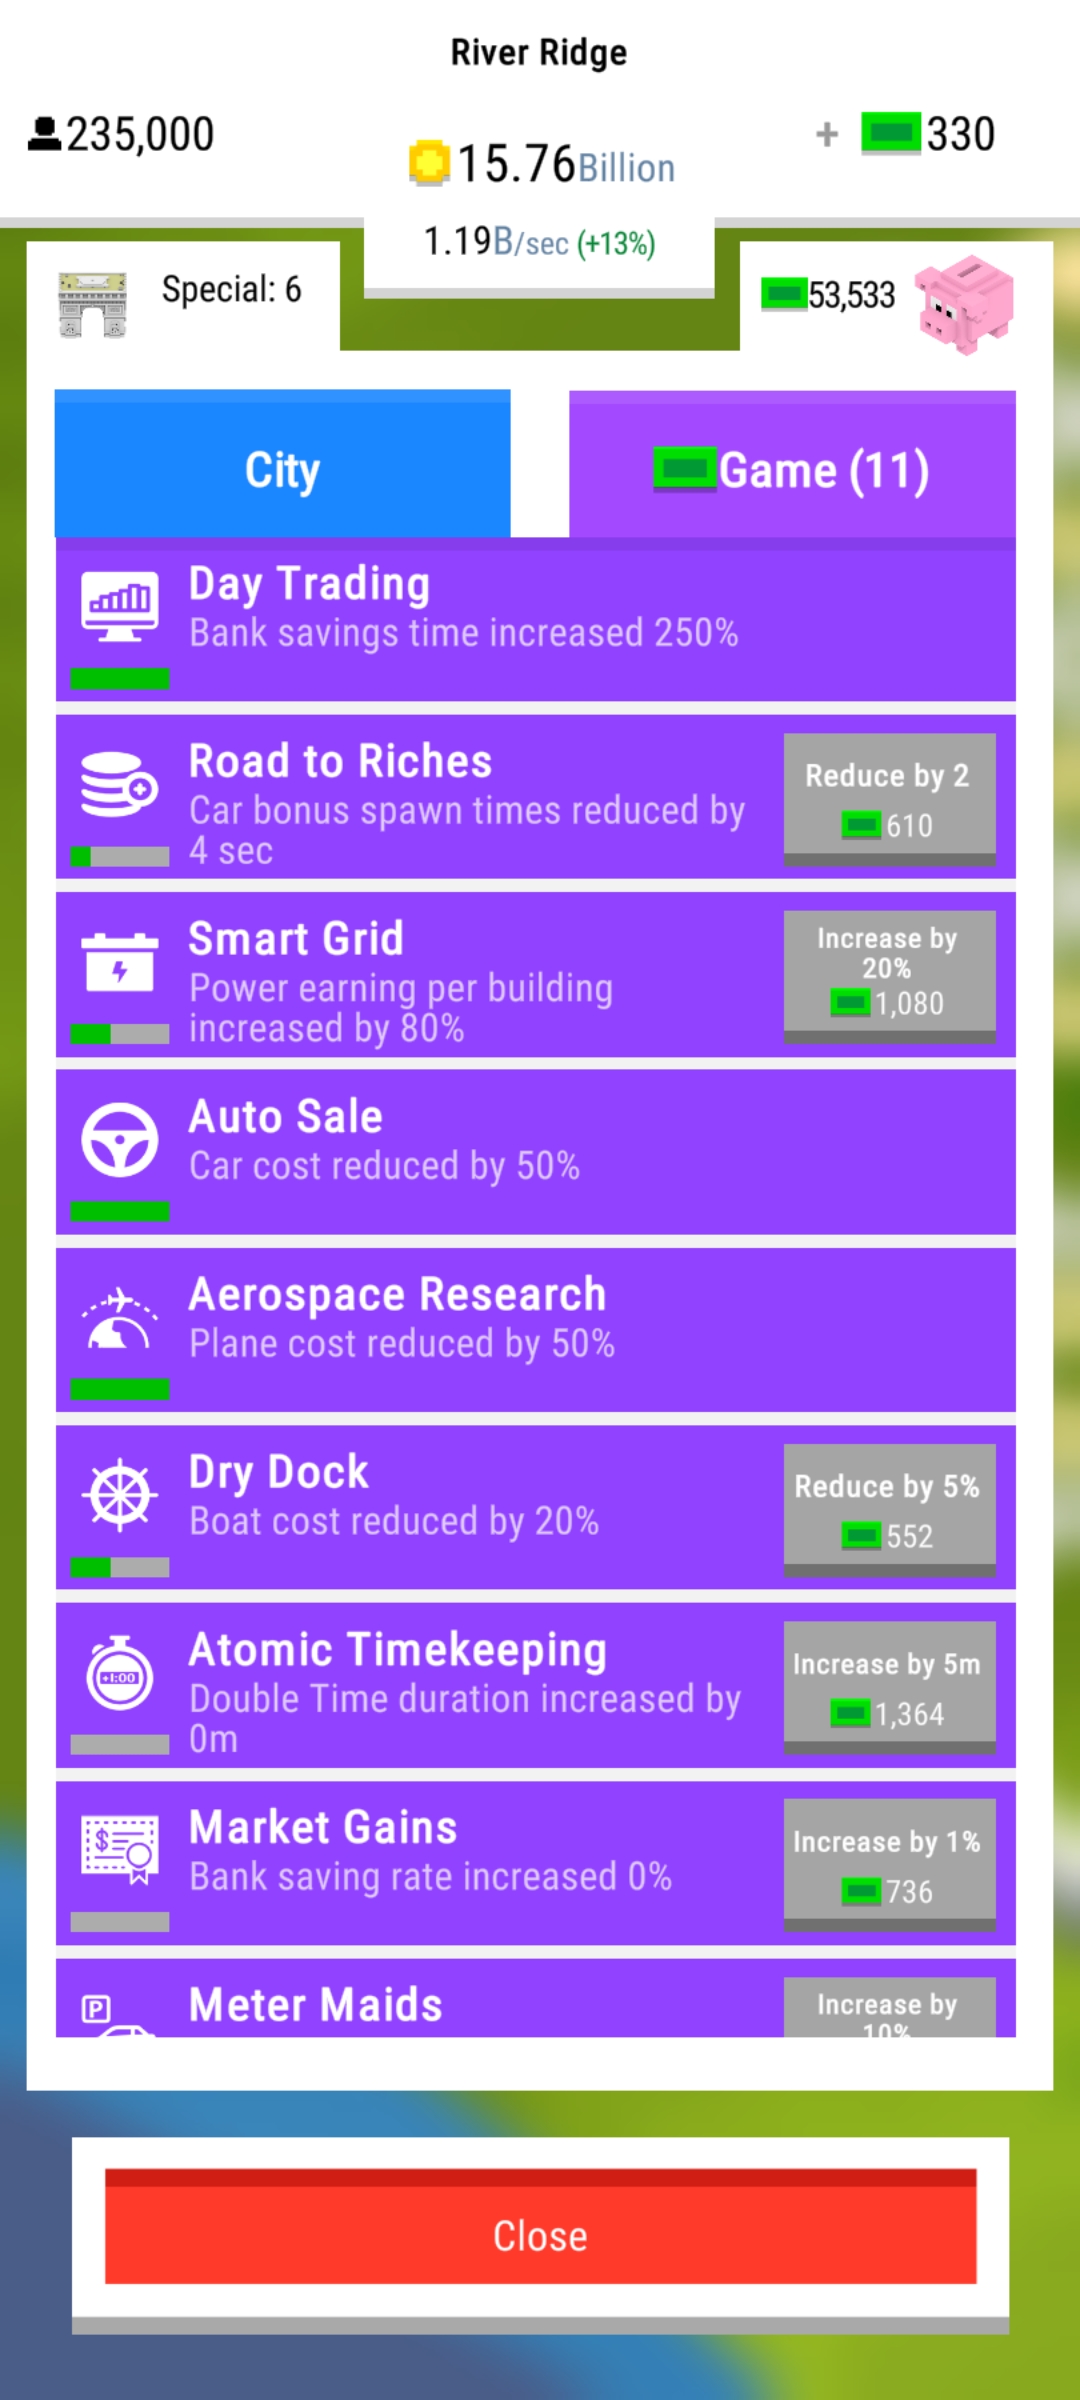 River Ridge
235,000
15.76Billion
+ 330
1.19B/sec (+13%)
Special: 6
53,533
City
Game (11)
Day Trading
Bank savings time increased 250%
Road to Riches
Car bonus spawn times reduced by
4 sec
Reduce by 2
610
Smart Grid
Power earning per building
increased by 80%
Increase by
20%
1,080
Auto Sale
Car cost reduced by 50%
Aerospace Research
Plane cost reduced by 50%
Dry Dock
Boat cost reduced by 20%
Reduce by 5%
552
+1:00
Atomic Timekeeping
Double Time duration increased by
0m
Increase by 5m
1,364
$
Market Gains
Bank saving rate increased 0%
Increase by 1%
736
P
Meter Maids
Increase by
10%
Close